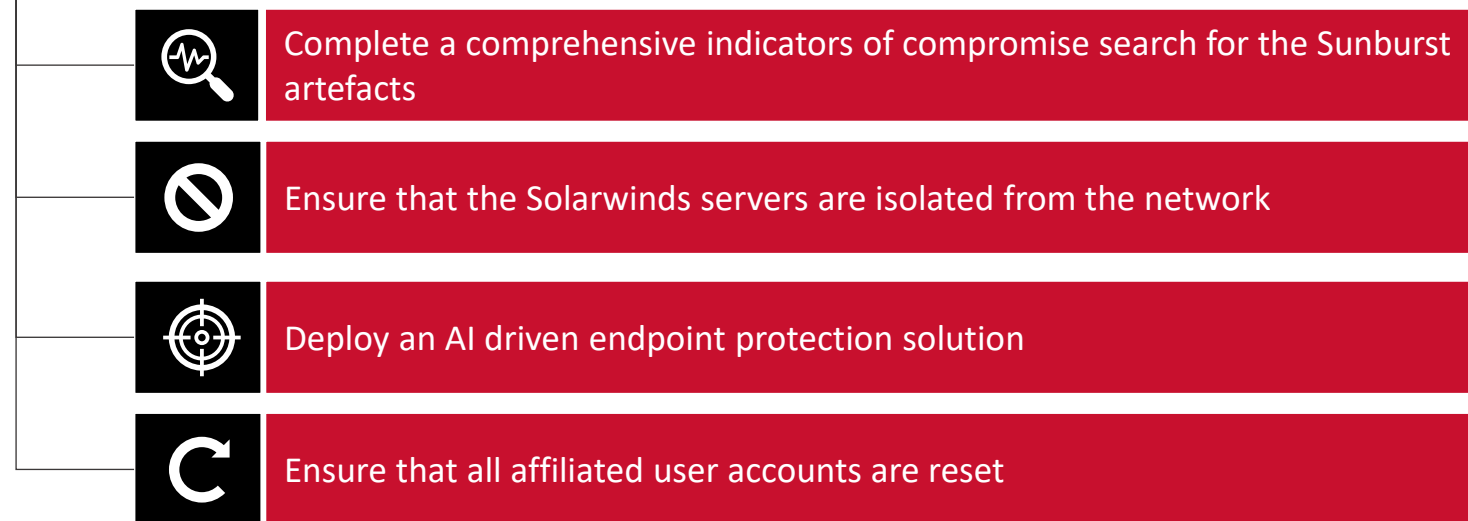 Complete a comprehensive indicators of compromise search for the Sunburst
artefacts
Ensure that the Solarwinds servers are isolated from the network
Deploy an AI driven endpoint protection solution
Ensure that all affiliated user accounts are reset